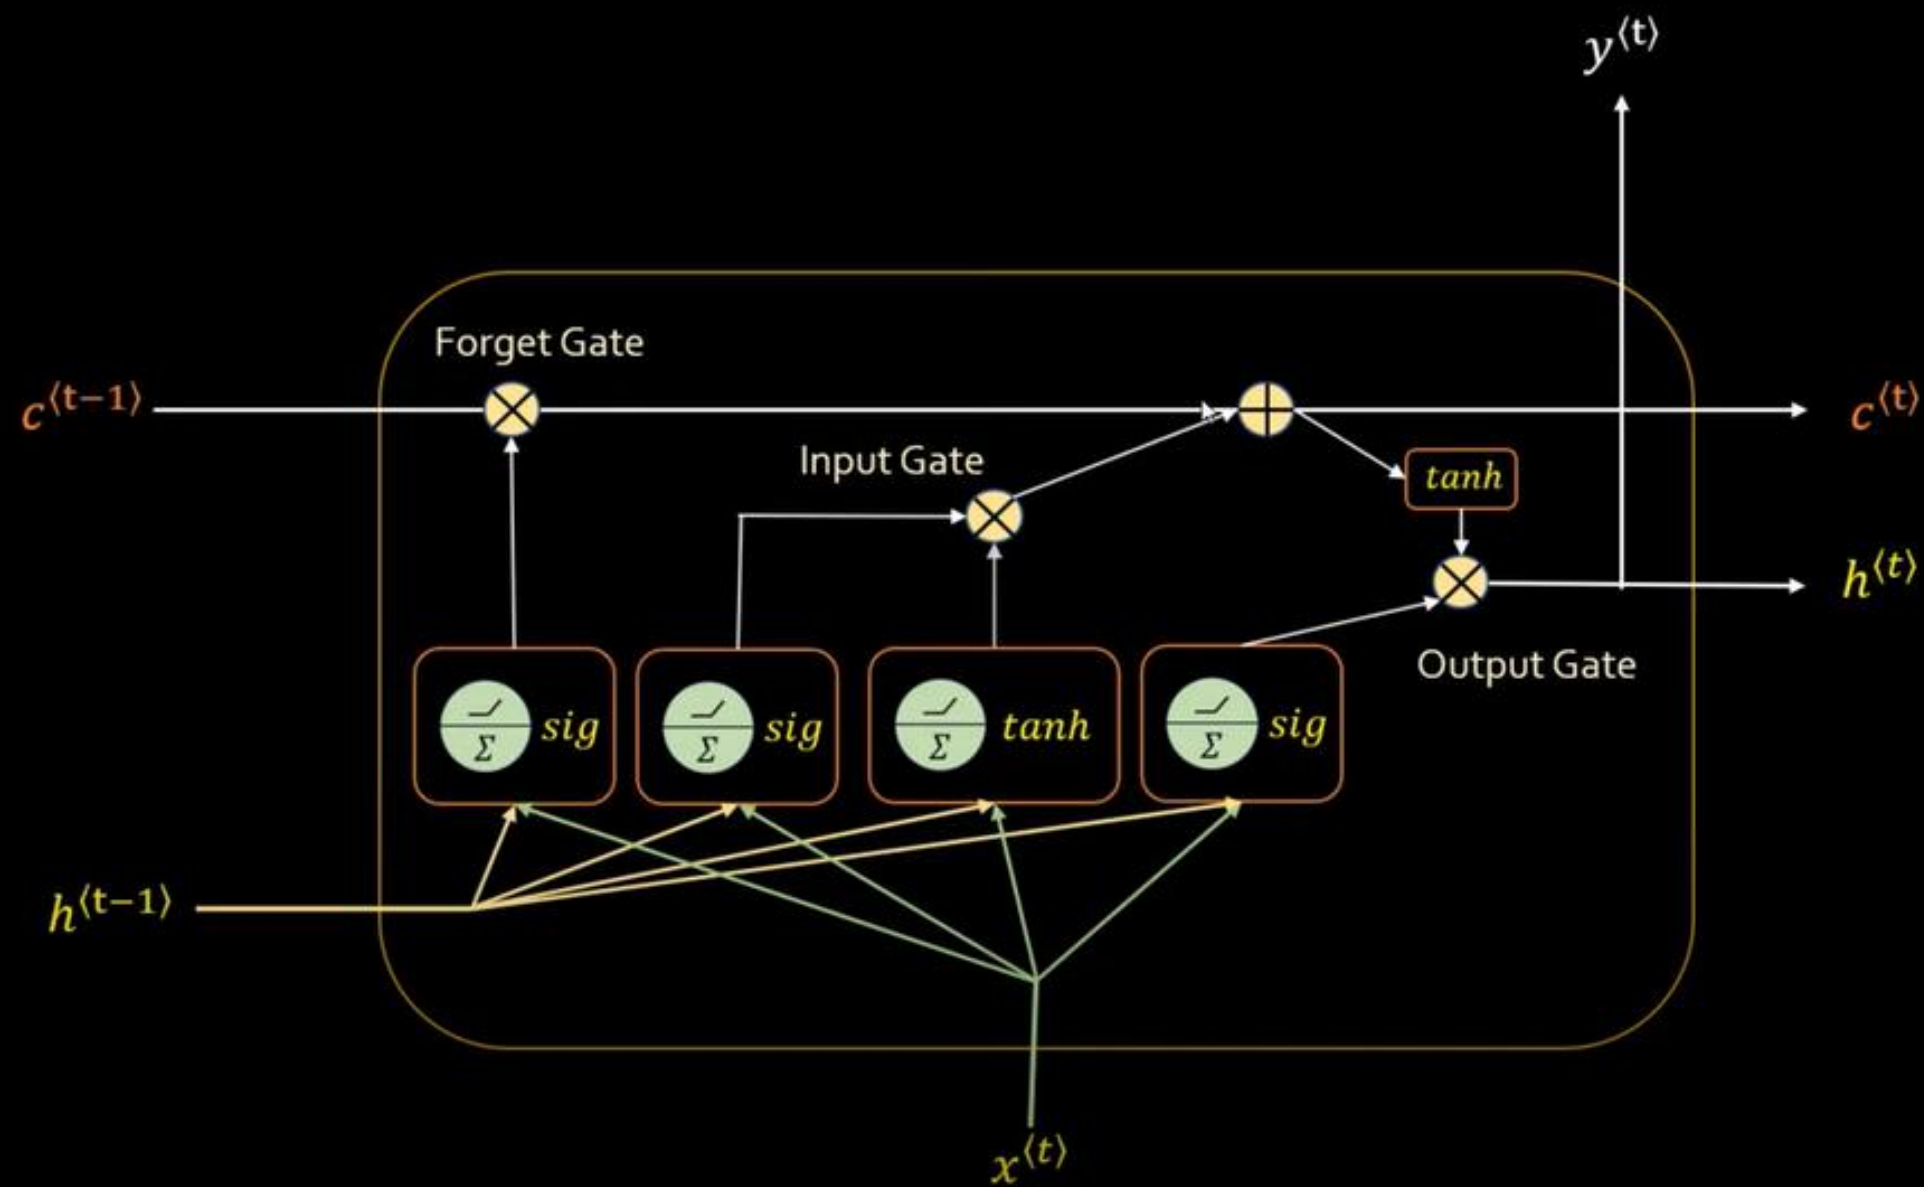 y⟨t⟩
Forget Gate
c⟨t−1⟩
c⟨t⟩
Input Gate
tanh
h⟨t⟩
Output Gate
Σ sig
Σ sig
Σ tanh
Σ sig
h⟨t−1⟩
x⟨t⟩